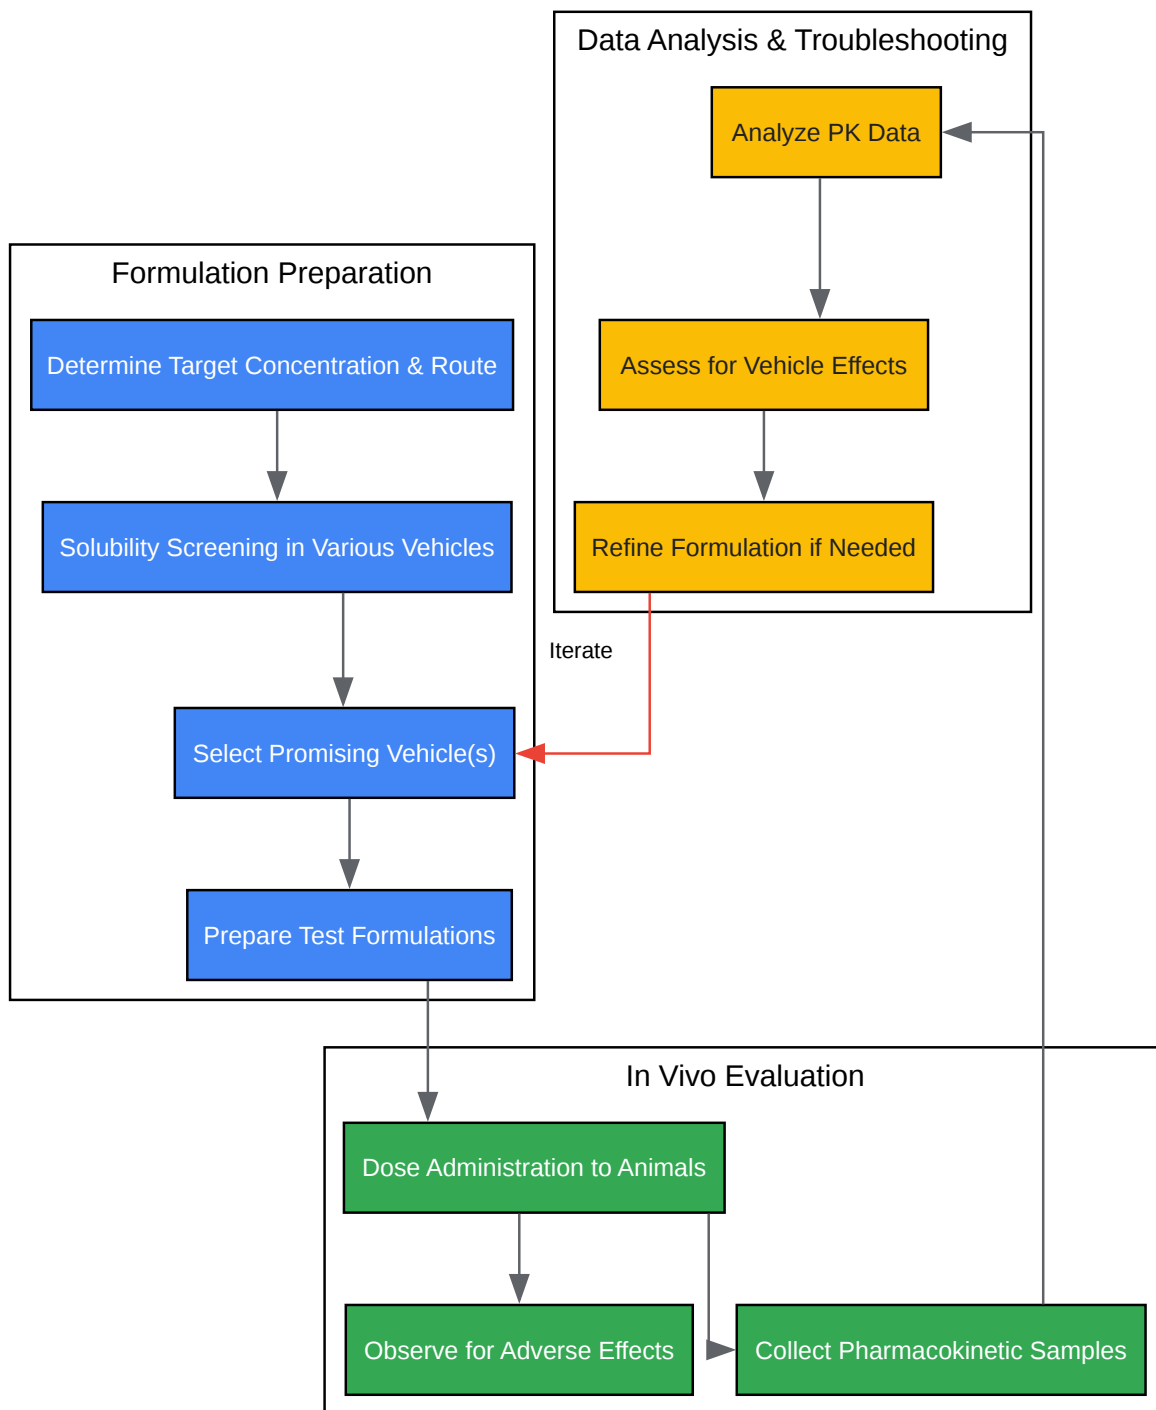 Data Analysis & Troubleshooting
Analyze PK Data
Assess for Vehicle Effects
Refine Formulation if Needed
Iterate
Formulation Preparation
Determine Target Concentration & Route
Solubility Screening in Various Vehicles
Select Promising Vehicle(s)
Prepare Test Formulations
In Vivo Evaluation
Dose Administration to Animals
Observe for Adverse Effects
Collect Pharmacokinetic Samples